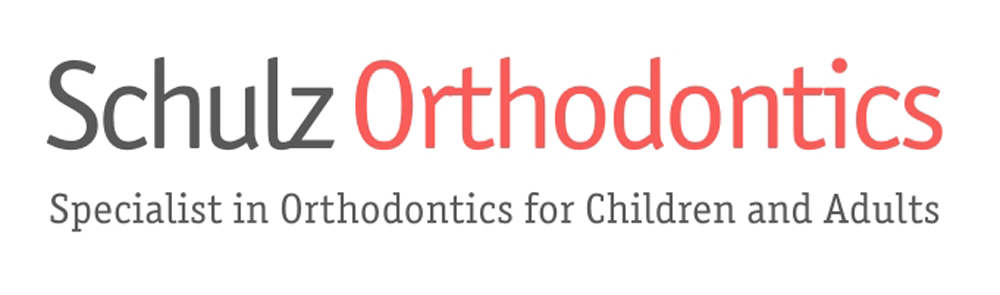 Schulz Orthodontics
Specialist in Orthodontics for Children and Adults